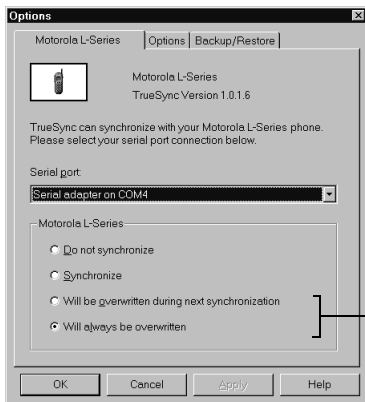 Options
Motorola L-Series
Options
Backup/Restore
Motorola L-Series
TrueSync Version 1.0.1.6
TrueSync can synchronize with your Motorola L-Series phone.
Please select your serial port connection below.
Serial port:
Serial adapter on COM4
Motorola L-Series
Do not synchronize
Synchronize
Will be overwritten during next synchronization
Will always be overwritten
OK
Cancel
Apply
Help